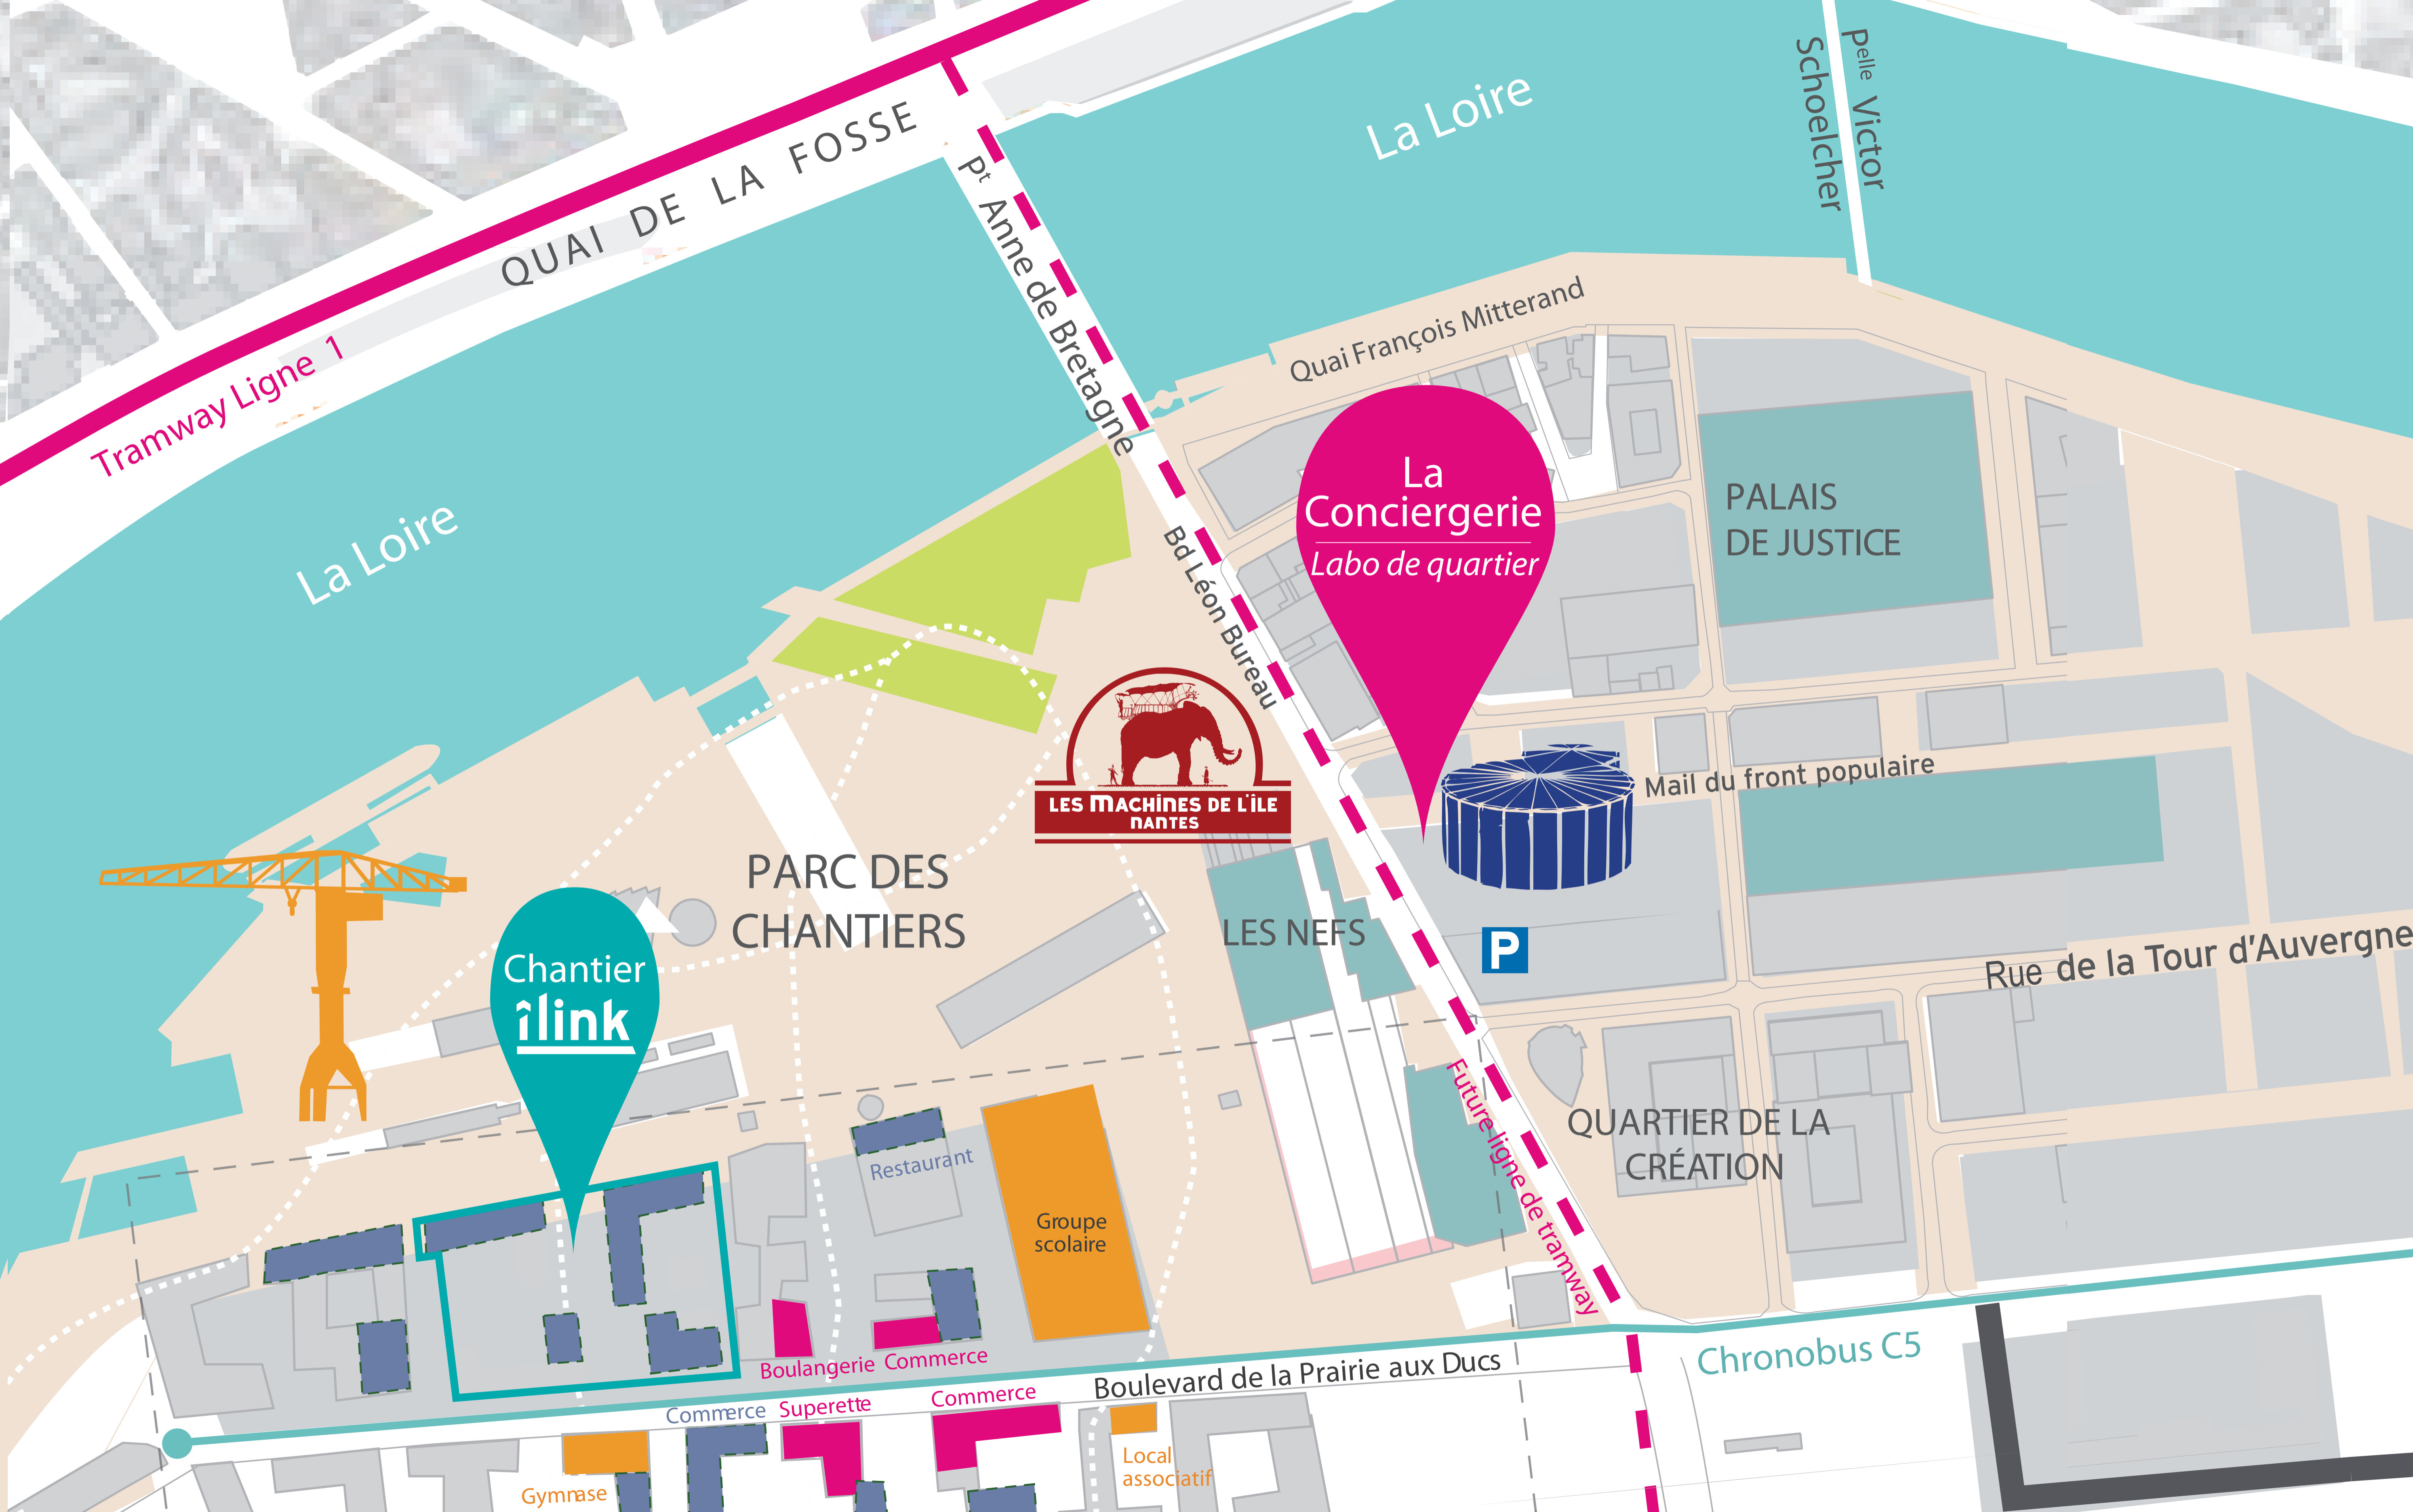 La Loire
Pelle Victor
Schoelcher
QUAI DE LA FOSSE
Pt Anne de Bretagne
Tramway Ligne 1
Quai François Mitterand
La Loire
La
Conciergerie
Labo de quartier
PALAIS
DE JUSTICE
Bd Léon Bureau
LES MACHINES DE L'ÎLE
NANTES
Mail du front populaire
PARC DES
CHANTIERS
LES NEFS
P
Rue de la Tour d'Auvergne
Chantier
îlink
Future ligne de tramway
QUARTIER DE LA
CRÉATION
Restaurant
Groupe
scolaire
Boulangerie
Commerce
Boulevard de la Prairie aux Ducs
Chronobus C5
Commerce
Superette
Commerce
Local
associatif
Gymnase